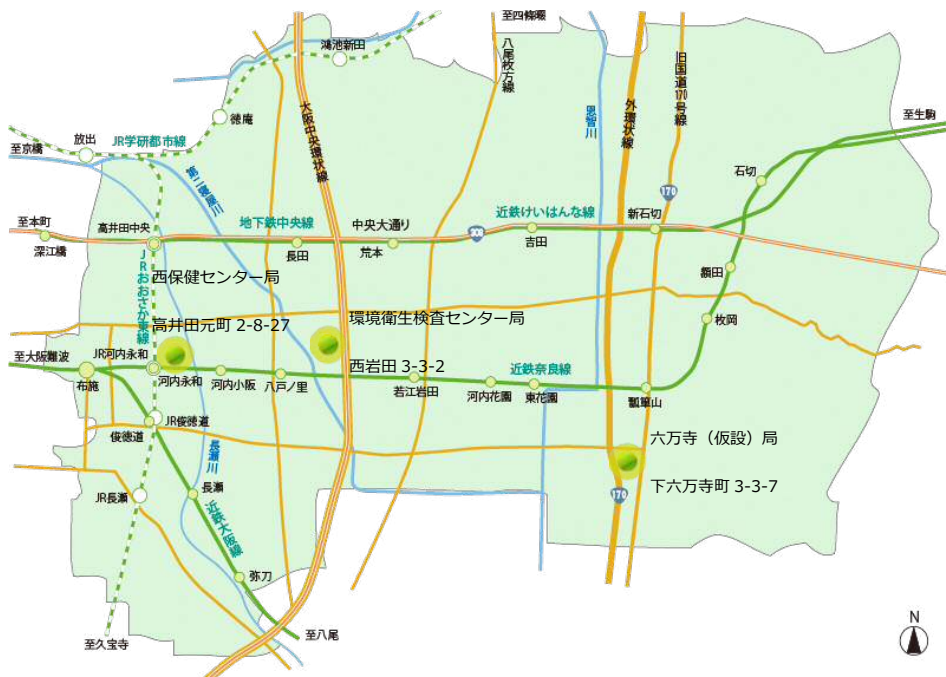 至四條畷
鴻池新田
八尾枚方線
旧国道170号線
大阪中央環状線
恩智川
外環状線
徳庵
至生駒
放出
JR学研都市線
至京橋
第二寝屋川
石切
170
至本町
高井田中央
地下鉄中央線
中央大通り
近鉄けいはんな線
新石切
308
深江橋
長田
荒本
吉田
額田
JRおおさか東線
西保健センター局
高井田元町 2-8-27
環境衛生検査センター局
西岩田 3-3-2
枚岡
至大阪難波
JR河内永和
布施
河内永和
河内小阪
八戸ノ里
若江岩田
河内花園
近鉄奈良線
東花園
瓢箪山
JR俊徳道
俊徳道
長瀬川
六万寺（仮設）局
下六万寺町 3-3-7
170
JR長瀬
長瀬
近鉄大阪線
弥刀
至久宝寺
至八尾
N